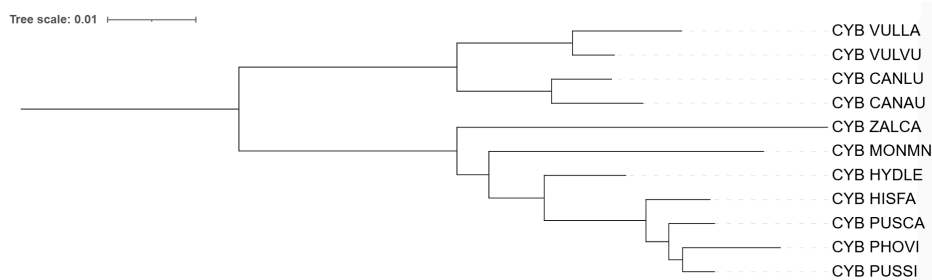 Tree scale: 0.01
CYB VULLA
CYB VULVU
CYB CANLU
CYB CANAU
CYB ZALCA
CYB MONMN
CYB HYDLE
CYB HISFA
CYB PUSCA
CYB PHOVI
CYB PUSSI